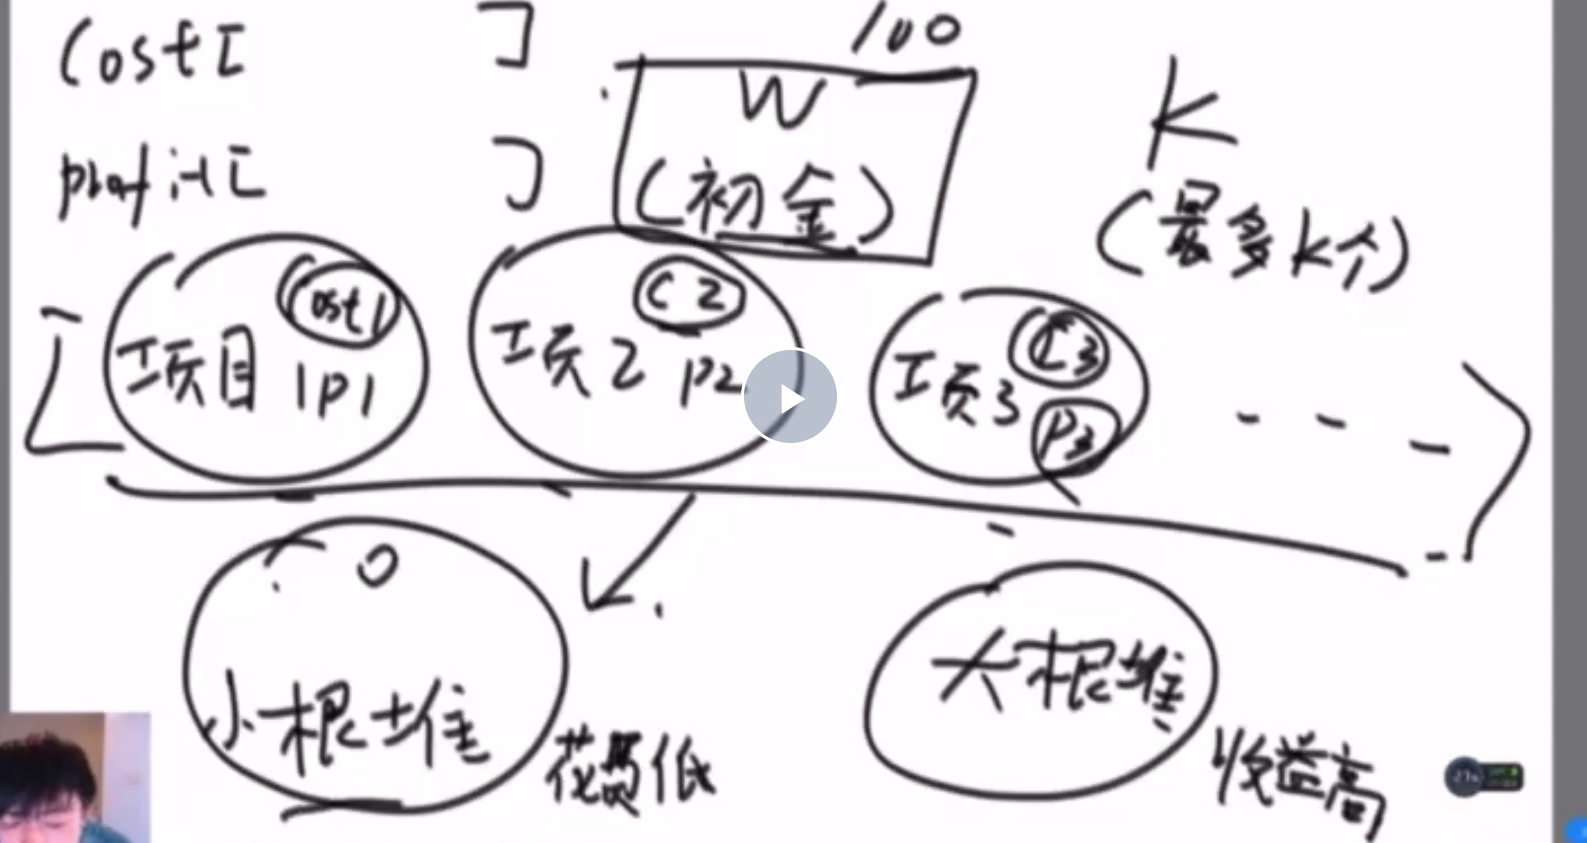 cost[ ]
100
profit[ ]
W
(初金)
K
(最多k个)
项目1 cost1 p1
项2 c2 p2
项3 c3 p3
小根堆
花费低
大根堆
收益高